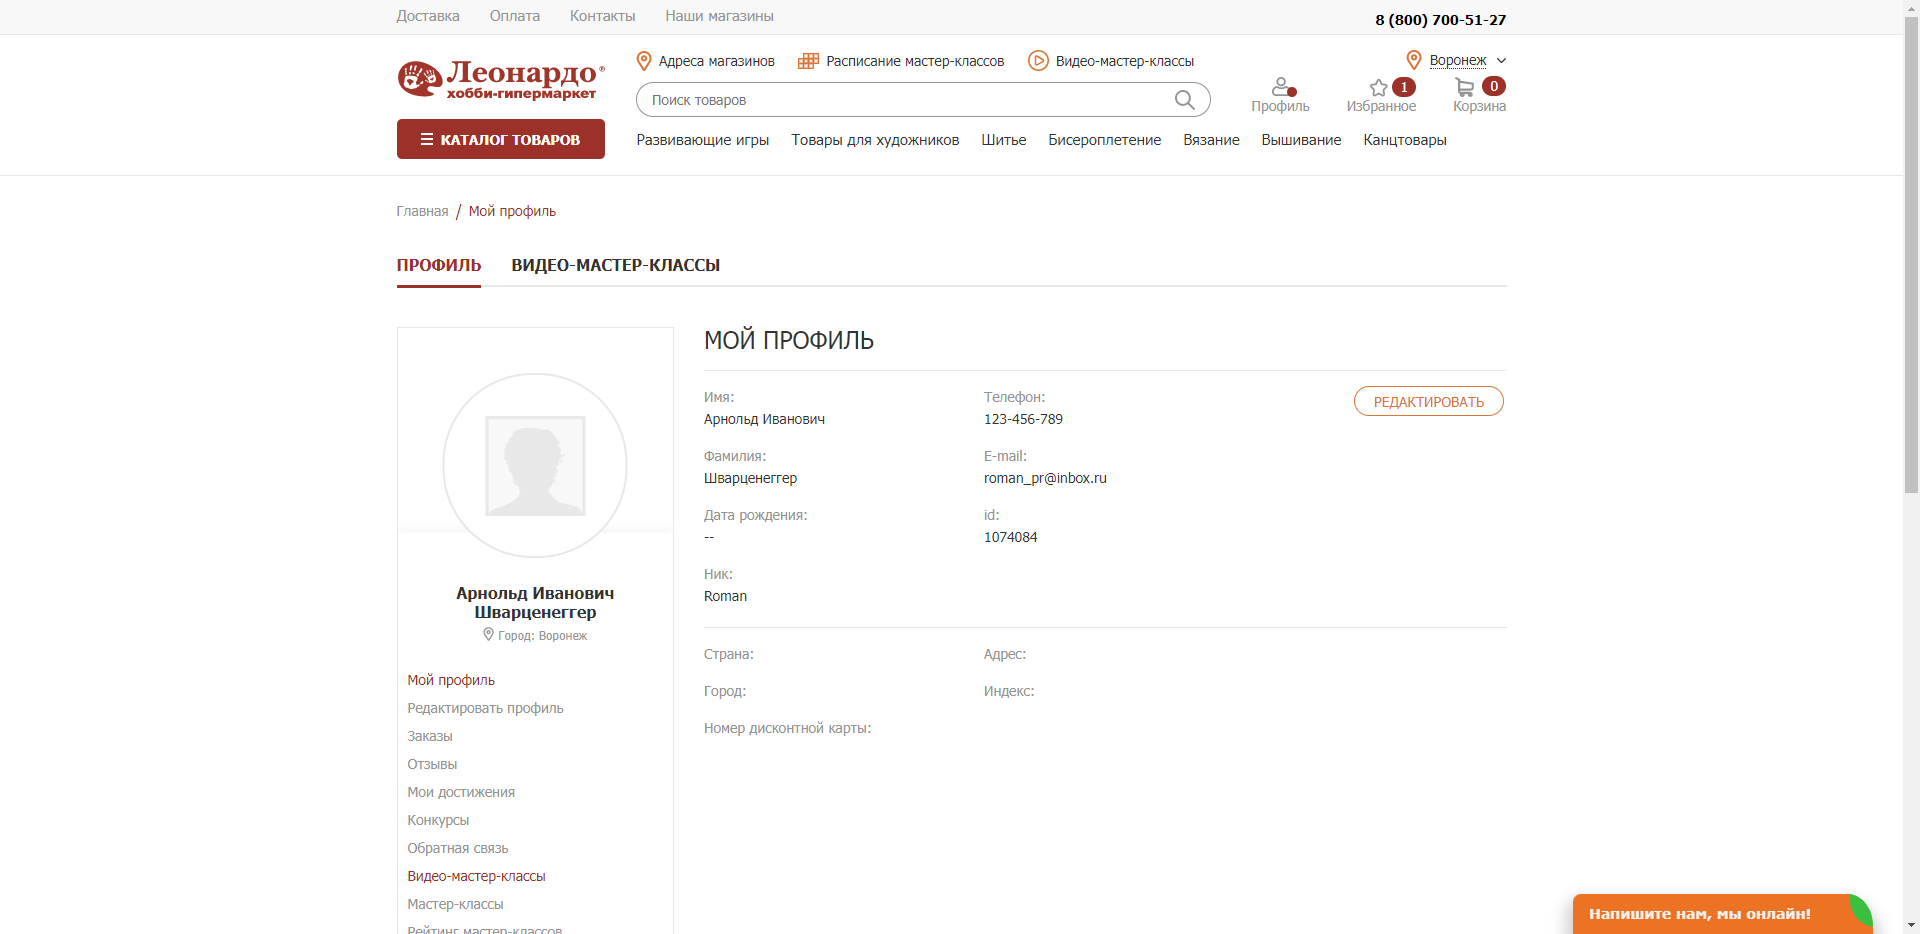 Доставка Оплата Контакты Наши магазины
8 (800) 700-51-27
Леонардо®
хобби-гипермаркет
Адреса магазинов Расписание мастер-классов Видео-мастер-классы
Воронеж
Поиск товаров
1
0
Профиль Избранное Корзина
КАТАЛОГ ТОВАРОВ
Развивающие игры Товары для художников Шитье Бисероплетение Вязание Вышивание Канцтовары
Главная / Мой профиль
ПРОФИЛЬ ВИДЕО-МАСТЕР-КЛАССЫ
Арнольд Иванович
Шварценеггер
Город: Воронеж
Мой профиль
Редактировать профиль
Заказы
Отзывы
Мои достижения
Конкурсы
Обратная связь
Видео-мастер-классы
Мастер-классы
Рейтинг мастер-классов
МОЙ ПРОФИЛЬ
Имя: Телефон:
Арнольд Иванович 123-456-789
РЕДАКТИРОВАТЬ
Фамилия: E-mail:
Шварценеггер roman_pr@inbox.ru
Дата рождения: id:
-- 1074084
Ник:
Roman
Страна: Адрес:
Город: Индекс:
Номер дисконтной карты:
Напишите нам, мы онлайн!